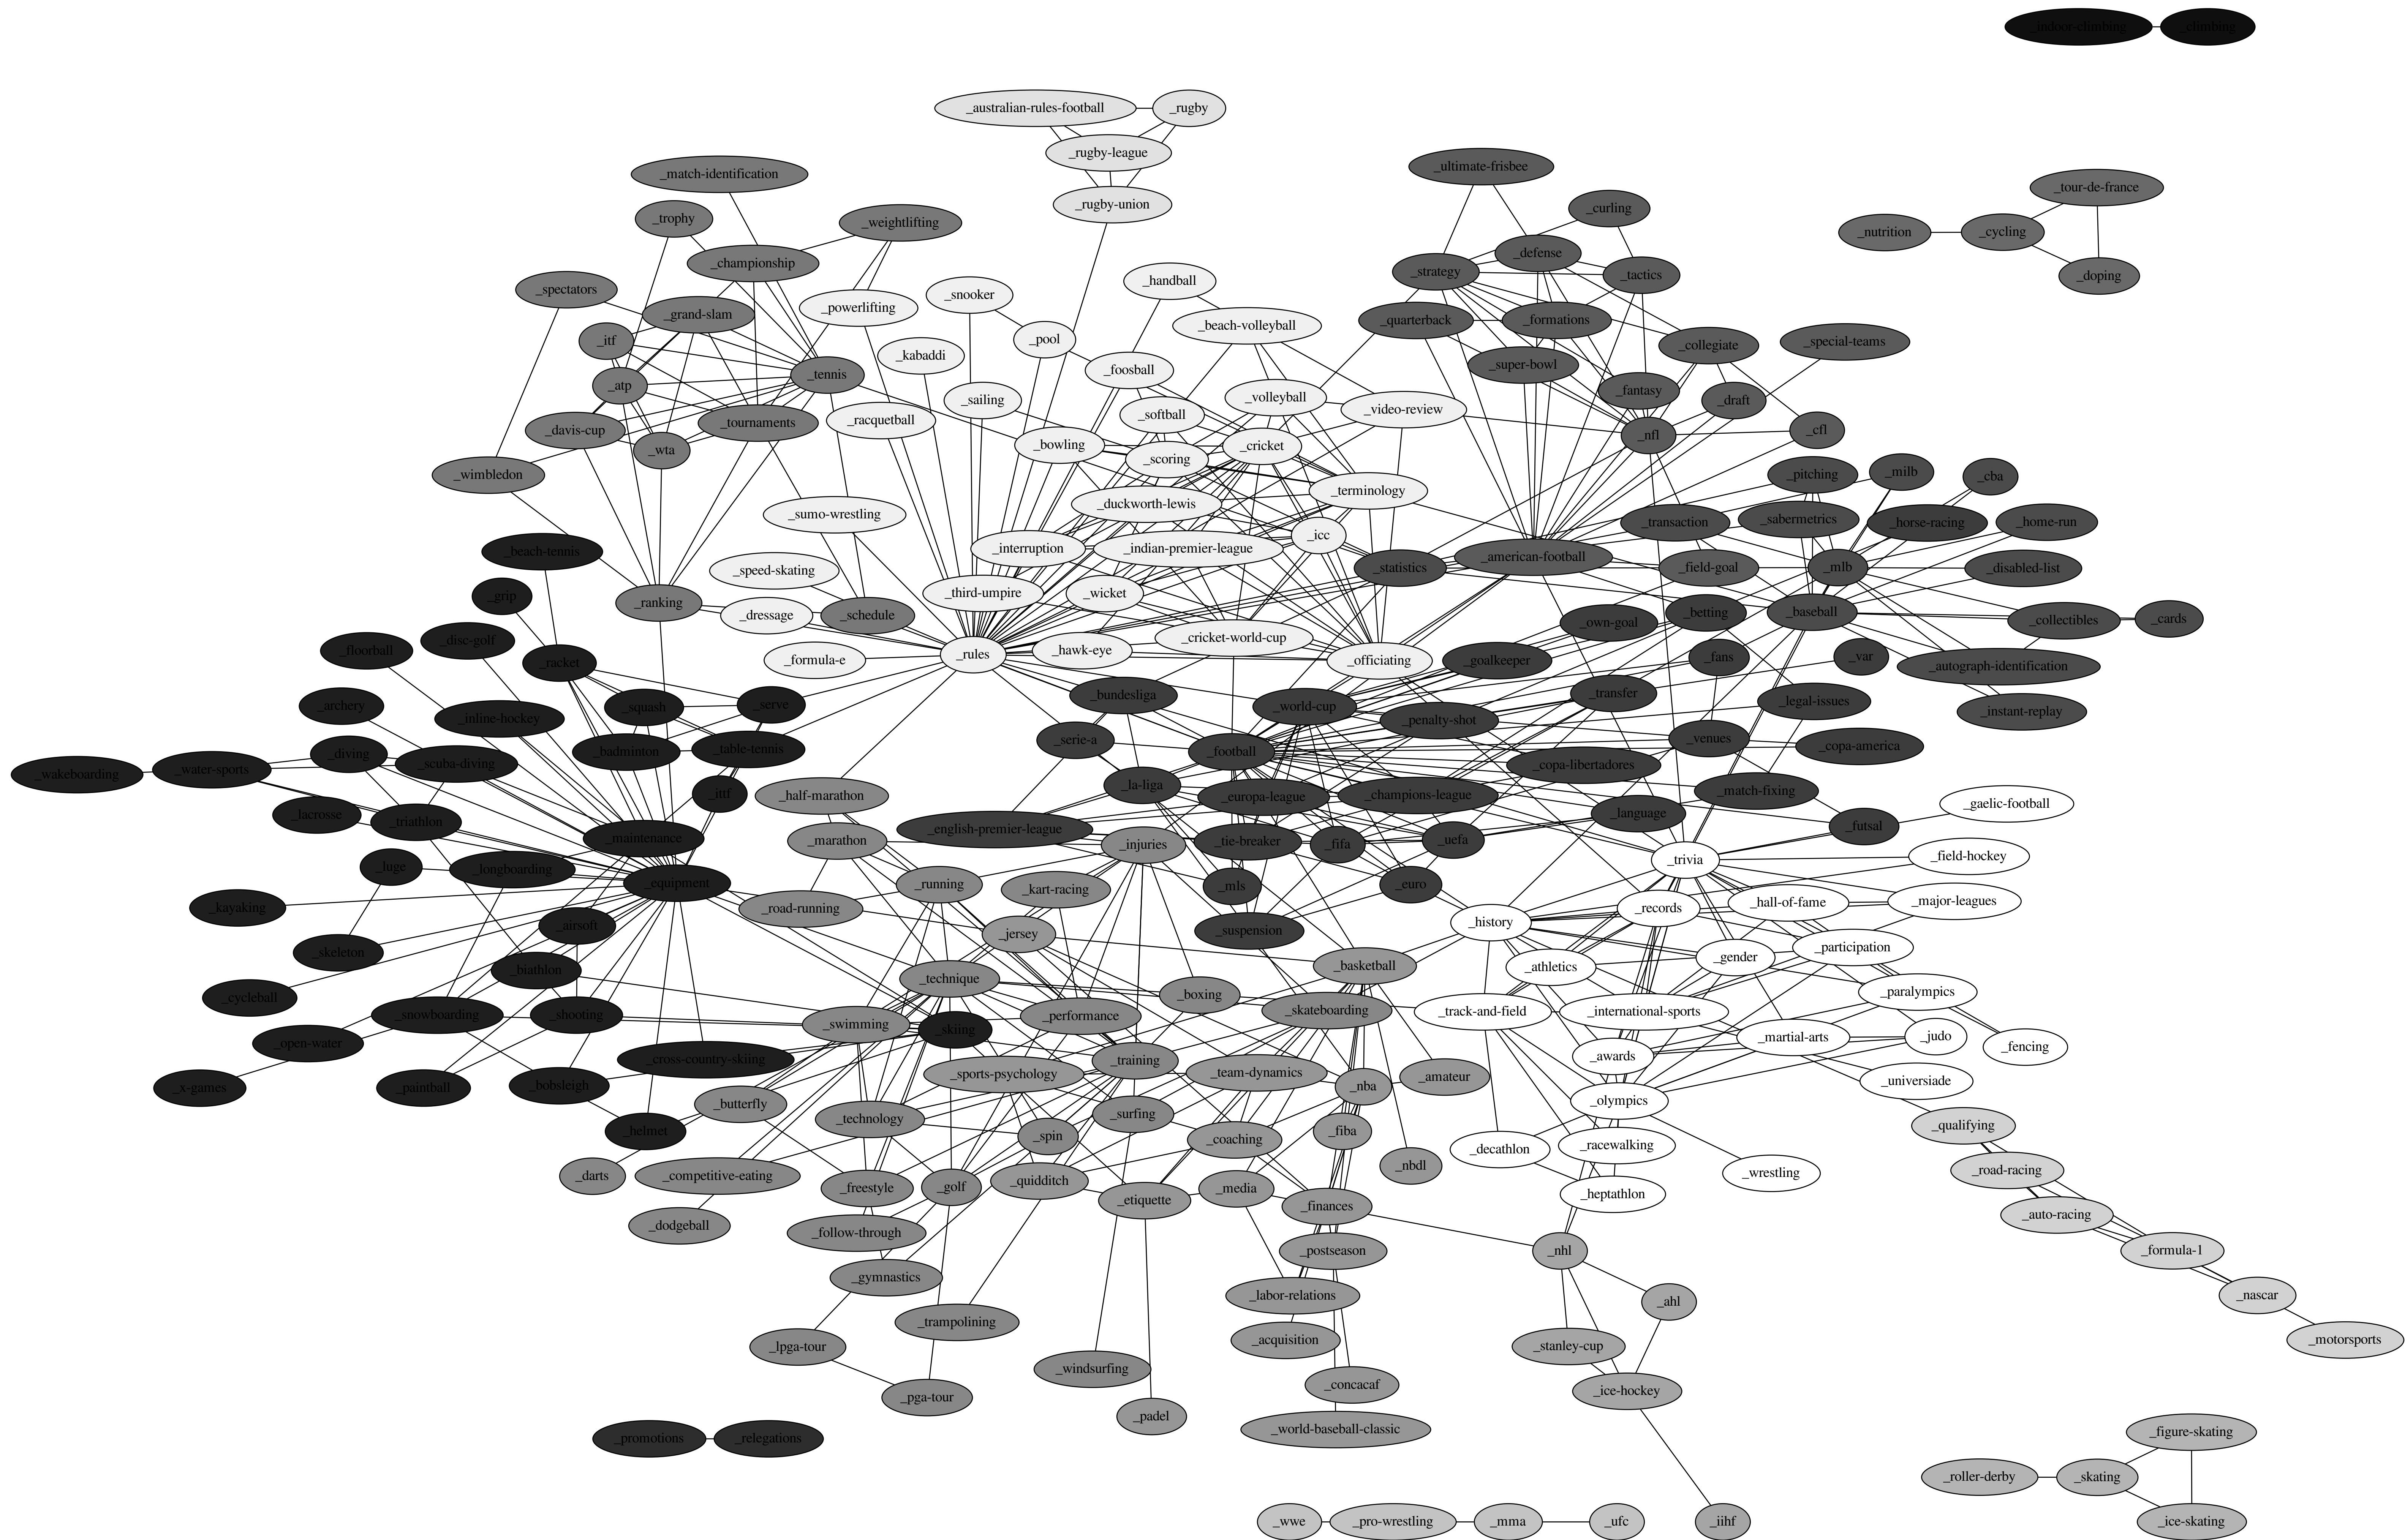 _indoor-climbing
_climbing
_australian-rules-football
_rugby
_rugby-league
_ultimate-frisbee
_match-identification
_tour-de-france
_rugby-union
_curling
_trophy
_weightlifting
_nutrition
_cycling
_defense
_championship
_strategy
_tactics
_doping
_handball
_spectators
_snooker
_powerlifting
_grand-slam
_quarterback
_formations
_beach-volleyball
_itf
_pool
_collegiate
_special-teams
_kabaddi
_super-bowl
_foosball
_tennis
_atp
_fantasy
_volleyball
_sailing
_draft
_video-review
_softball
_racquetball
_tournaments
_davis-cup
_cfl
_nfl
_bowling
_cricket
_wta
_scoring
_milb
_wimbledon
_pitching
_cba
_terminology
_duckworth-lewis
_sumo-wrestling
_sabermetrics
_transaction
_horse-racing
_home-run
_icc
_beach-tennis
_interruption
_indian-premier-league
_american-football
_speed-skating
_statistics
_field-goal
_mlb
_disabled-list
_third-umpire
_wicket
_grip
_ranking
_betting
_baseball
_dressage
_schedule
_collectibles
_cards
_own-goal
_cricket-world-cup
_disc-golf
_floorball
_hawk-eye
_rules
_formula-e
_officiating
_goalkeeper
_fans
_var
_racket
_autograph-identification
_transfer
_bundesliga
_legal-issues
_serve
_archery
_squash
_world-cup
_instant-replay
_inline-hockey
_penalty-shot
_venues
_serie-a
_copa-america
_table-tennis
_badminton
_football
_diving
_scuba-diving
_copa-libertadores
_water-sports
_wakeboarding
_la-liga
_match-fixing
_ittf
_half-marathon
_europa-league
_champions-league
_gaelic-football
_language
_lacrosse
_triathlon
_futsal
_english-premier-league
_maintenance
_marathon
_tie-breaker
_uefa
_injuries
_fifa
_field-hockey
_trivia
_luge
_longboarding
_equipment
_running
_kart-racing
_mls
_euro
_major-leagues
_hall-of-fame
_kayaking
_road-running
_records
_history
_airsoft
_suspension
_jersey
_participation
_skeleton
_gender
_basketball
_athletics
_biathlon
_technique
_paralympics
_boxing
_cycleball
_skateboarding
_track-and-field
_international-sports
_snowboarding
_shooting
_performance
_swimming
_skiing
_martial-arts
_judo
_open-water
_fencing
_awards
_cross-country-skiing
_training
_sports-psychology
_team-dynamics
_amateur
_universiade
_x-games
_paintball
_bobsleigh
_nba
_olympics
_butterfly
_surfing
_technology
_qualifying
_helmet
_fiba
_spin
_coaching
_racewalking
_decathlon
_nbdl
_road-racing
_wrestling
_darts
_competitive-eating
_quidditch
_freestyle
_golf
_media
_heptathlon
_etiquette
_finances
_auto-racing
_dodgeball
_follow-through
_postseason
_nhl
_formula-1
_gymnastics
_labor-relations
_nascar
_ahl
_trampolining
_acquisition
_motorsports
_lpga-tour
_stanley-cup
_windsurfing
_concacaf
_ice-hockey
_pga-tour
_padel
_world-baseball-classic
_figure-skating
_promotions
_relegations
_roller-derby
_skating
_wwe
_pro-wrestling
_mma
_ufc
_iihf
_ice-skating